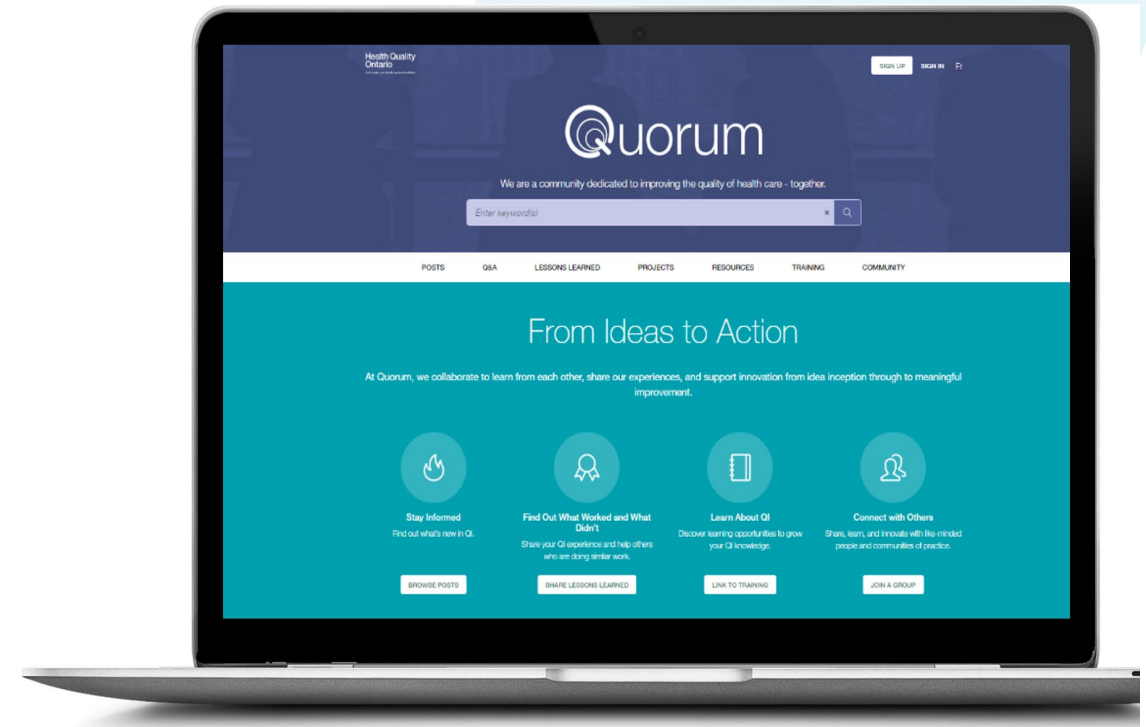 Health Quality
Ontario
SIGN UP
SIGN IN
Fr
Quorum
We are a community dedicated to improving the quality of health care - together.
Enter keyword(s)
×
POSTS
Q&A
LESSONS LEARNED
PROJECTS
RESOURCES
TRAINING
COMMUNITY
From Ideas to Action
At Quorum, we collaborate to learn from each other, share our experiences, and support innovation from idea inception through to meaningful
improvement.
Stay Informed
Find out what's new in QI.
BROWSE POSTS
Find Out What Worked and What
Didn't
Share your QI experience and help others
who are doing similar work.
SHARE LESSONS LEARNED
Learn About QI
Discover learning opportunities to grow
your QI knowledge.
LINK TO TRAINING
Connect with Others
Share, learn, and innovate with like-minded
people and communities of practice.
JOIN A GROUP